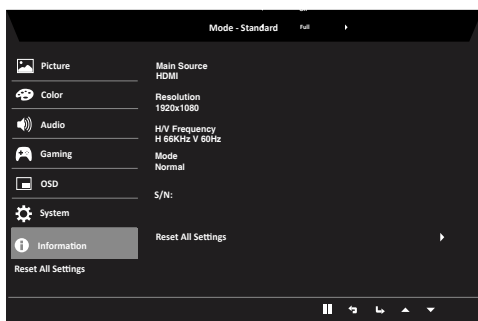 Mode - Standard Full
Picture
Color
Audio
Gaming
OSD
System
Information
Reset All Settings
Main Source
HDMI
Resolution
1920x1080
H/V Frequency
H 66KHz V 60Hz
Mode
Normal
S/N:
Reset All Settings